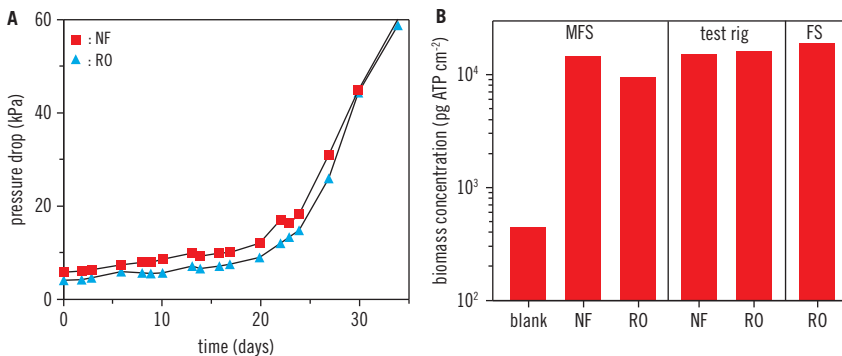 A
60
40
20
0
pressure drop (kPa)
: NF
: RO
0
10
20
30
time (days)
B
MFS
test rig
FS
10⁴
10³
10²
biomass concentration (pg ATP cm⁻²)
blank
NF
RO
NF
RO
RO